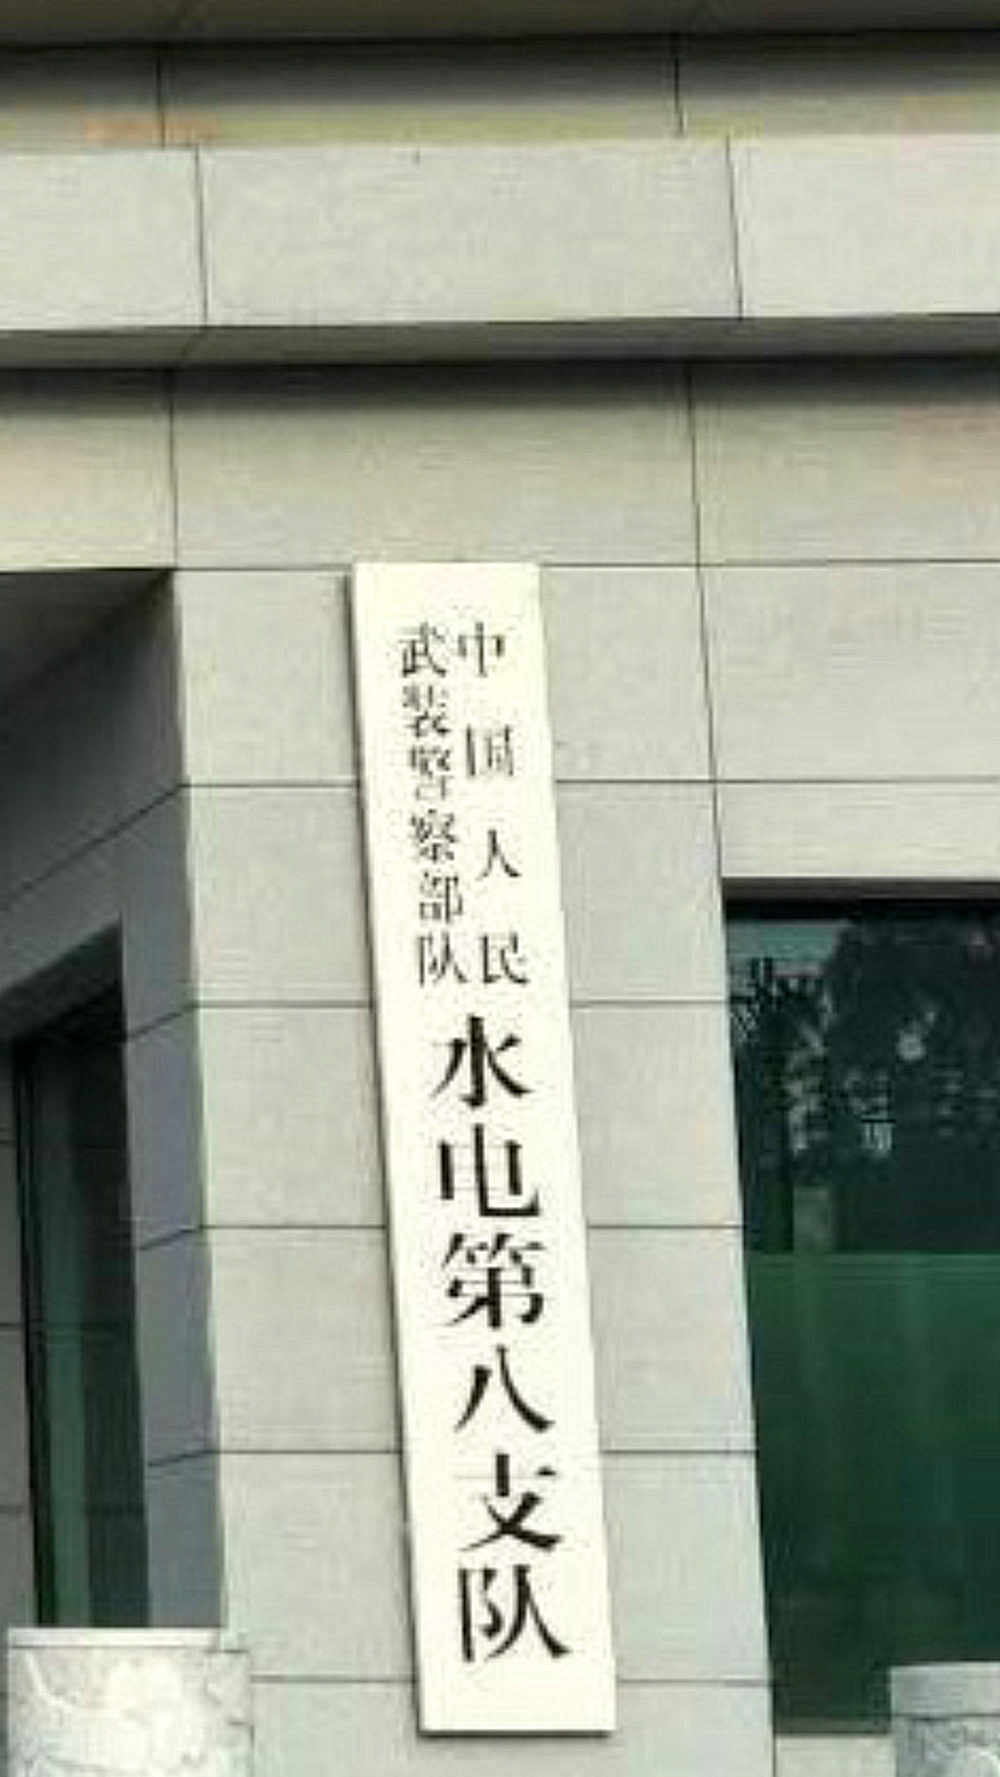 中国人民
武装警察部队
水电第八支队